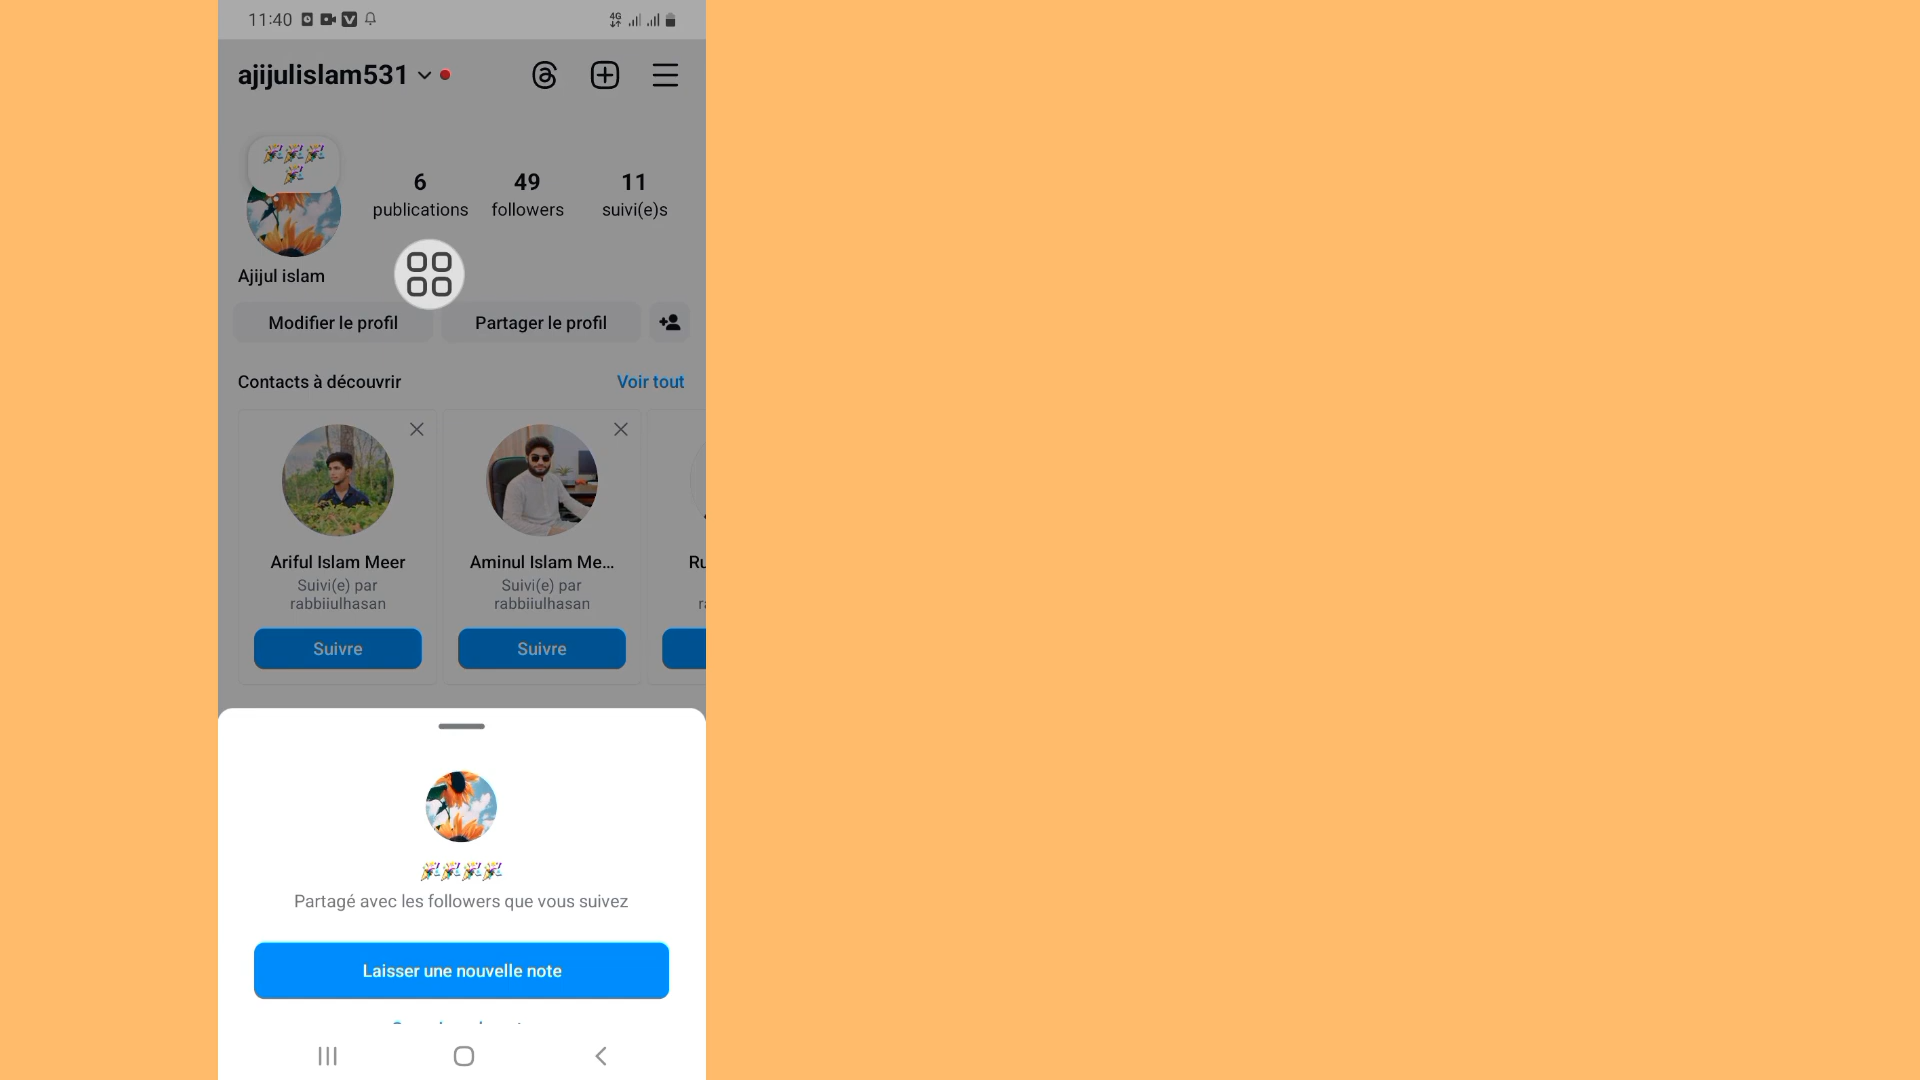 11:40
4G
ajijulislam531
6
49
11
publications
followers
suivi(e)s
Ajijul islam
Modifier le profil
Partager le profil
Contacts à découvrir
Voir tout
Ariful Islam Meer
Aminul Islam Me...
Suivi(e) par
rabbiiulhasan
Suivi(e) par
rabbiiulhasan
Suivre
Suivre
Partagé avec les followers que vous suivez
Laisser une nouvelle note